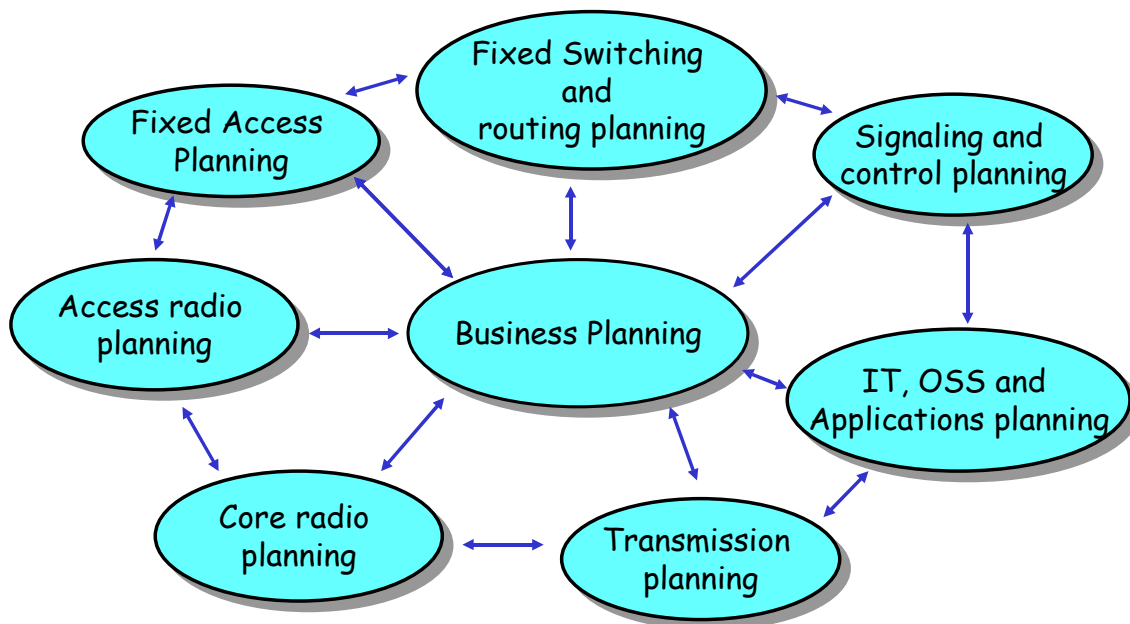 Fixed Switching
and
routing planning
Fixed Access
Planning
Signaling and
control planning
Access radio
planning
Business Planning
IT, OSS and
Applications planning
Core radio
planning
Transmission
planning